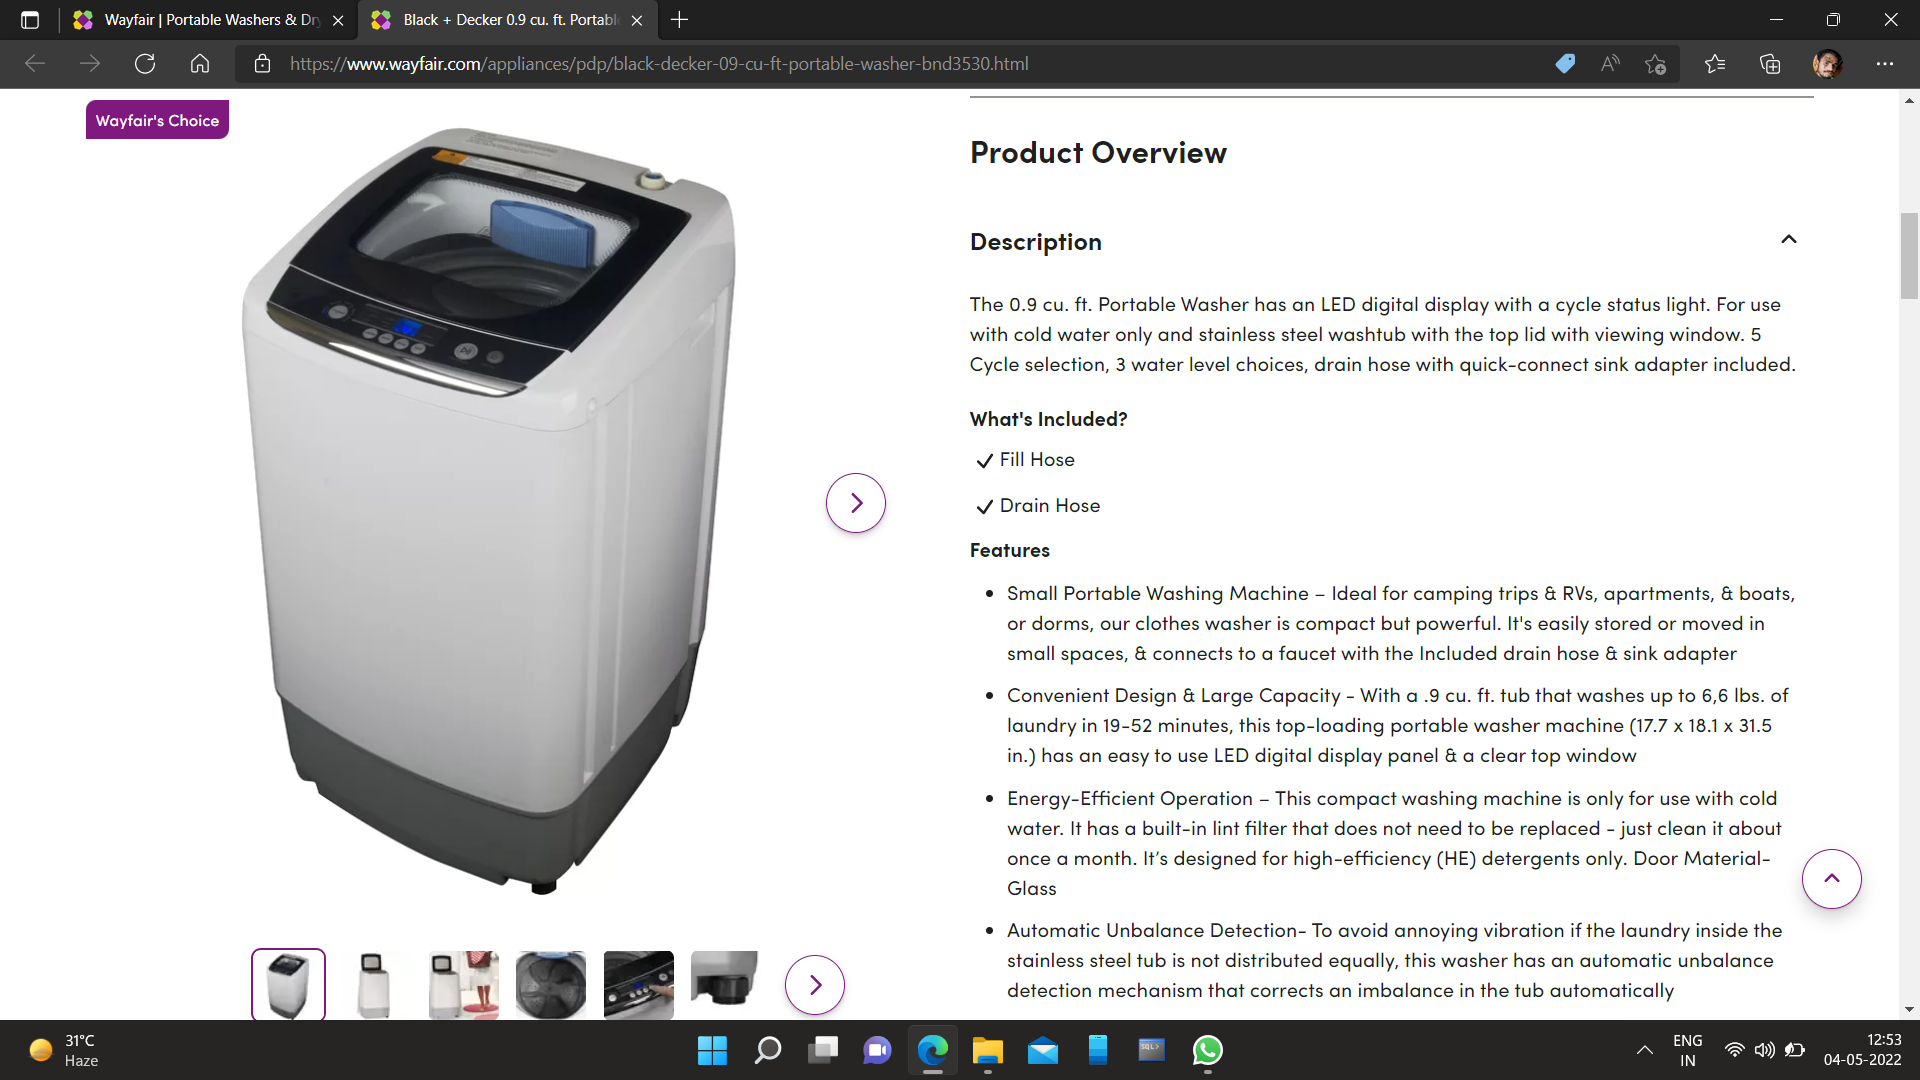 Wayfair | Portable Washers & Dr
Black + Decker 0.9 cu. ft. Portabl
https://www.wayfair.com/appliances/pdp/black-decker-09-cu-ft-portable-washer-bnd3530.html
Wayfair's Choice
Product Overview
Description
The 0.9 cu. ft. Portable Washer has an LED digital display with a cycle status light. For use
with cold water only and stainless steel washtub with the top lid with viewing window. 5
Cycle selection, 3 water level choices, drain hose with quick-connect sink adapter included.
What's Included?
Fill Hose
Drain Hose
Features
• Small Portable Washing Machine – Ideal for camping trips & RVs, apartments, & boats,
or dorms, our clothes washer is compact but powerful. It's easily stored or moved in
small spaces, & connects to a faucet with the Included drain hose & sink adapter
• Convenient Design & Large Capacity - With a .9 cu. ft. tub that washes up to 6,6 lbs. of
laundry in 19-52 minutes, this top-loading portable washer machine (17.7 x 18.1 x 31.5
in.) has an easy to use LED digital display panel & a clear top window
• Energy-Efficient Operation – This compact washing machine is only for use with cold
water. It has a built-in lint filter that does not need to be replaced - just clean it about
once a month. It’s designed for high-efficiency (HE) detergents only. Door Material-
Glass
• Automatic Unbalance Detection- To avoid annoying vibration if the laundry inside the
stainless steel tub is not distributed equally, this washer has an automatic unbalance
detection mechanism that corrects an imbalance in the tub automatically
31°C
Haze
SQL>
ENG
IN
12:53
04-05-2022